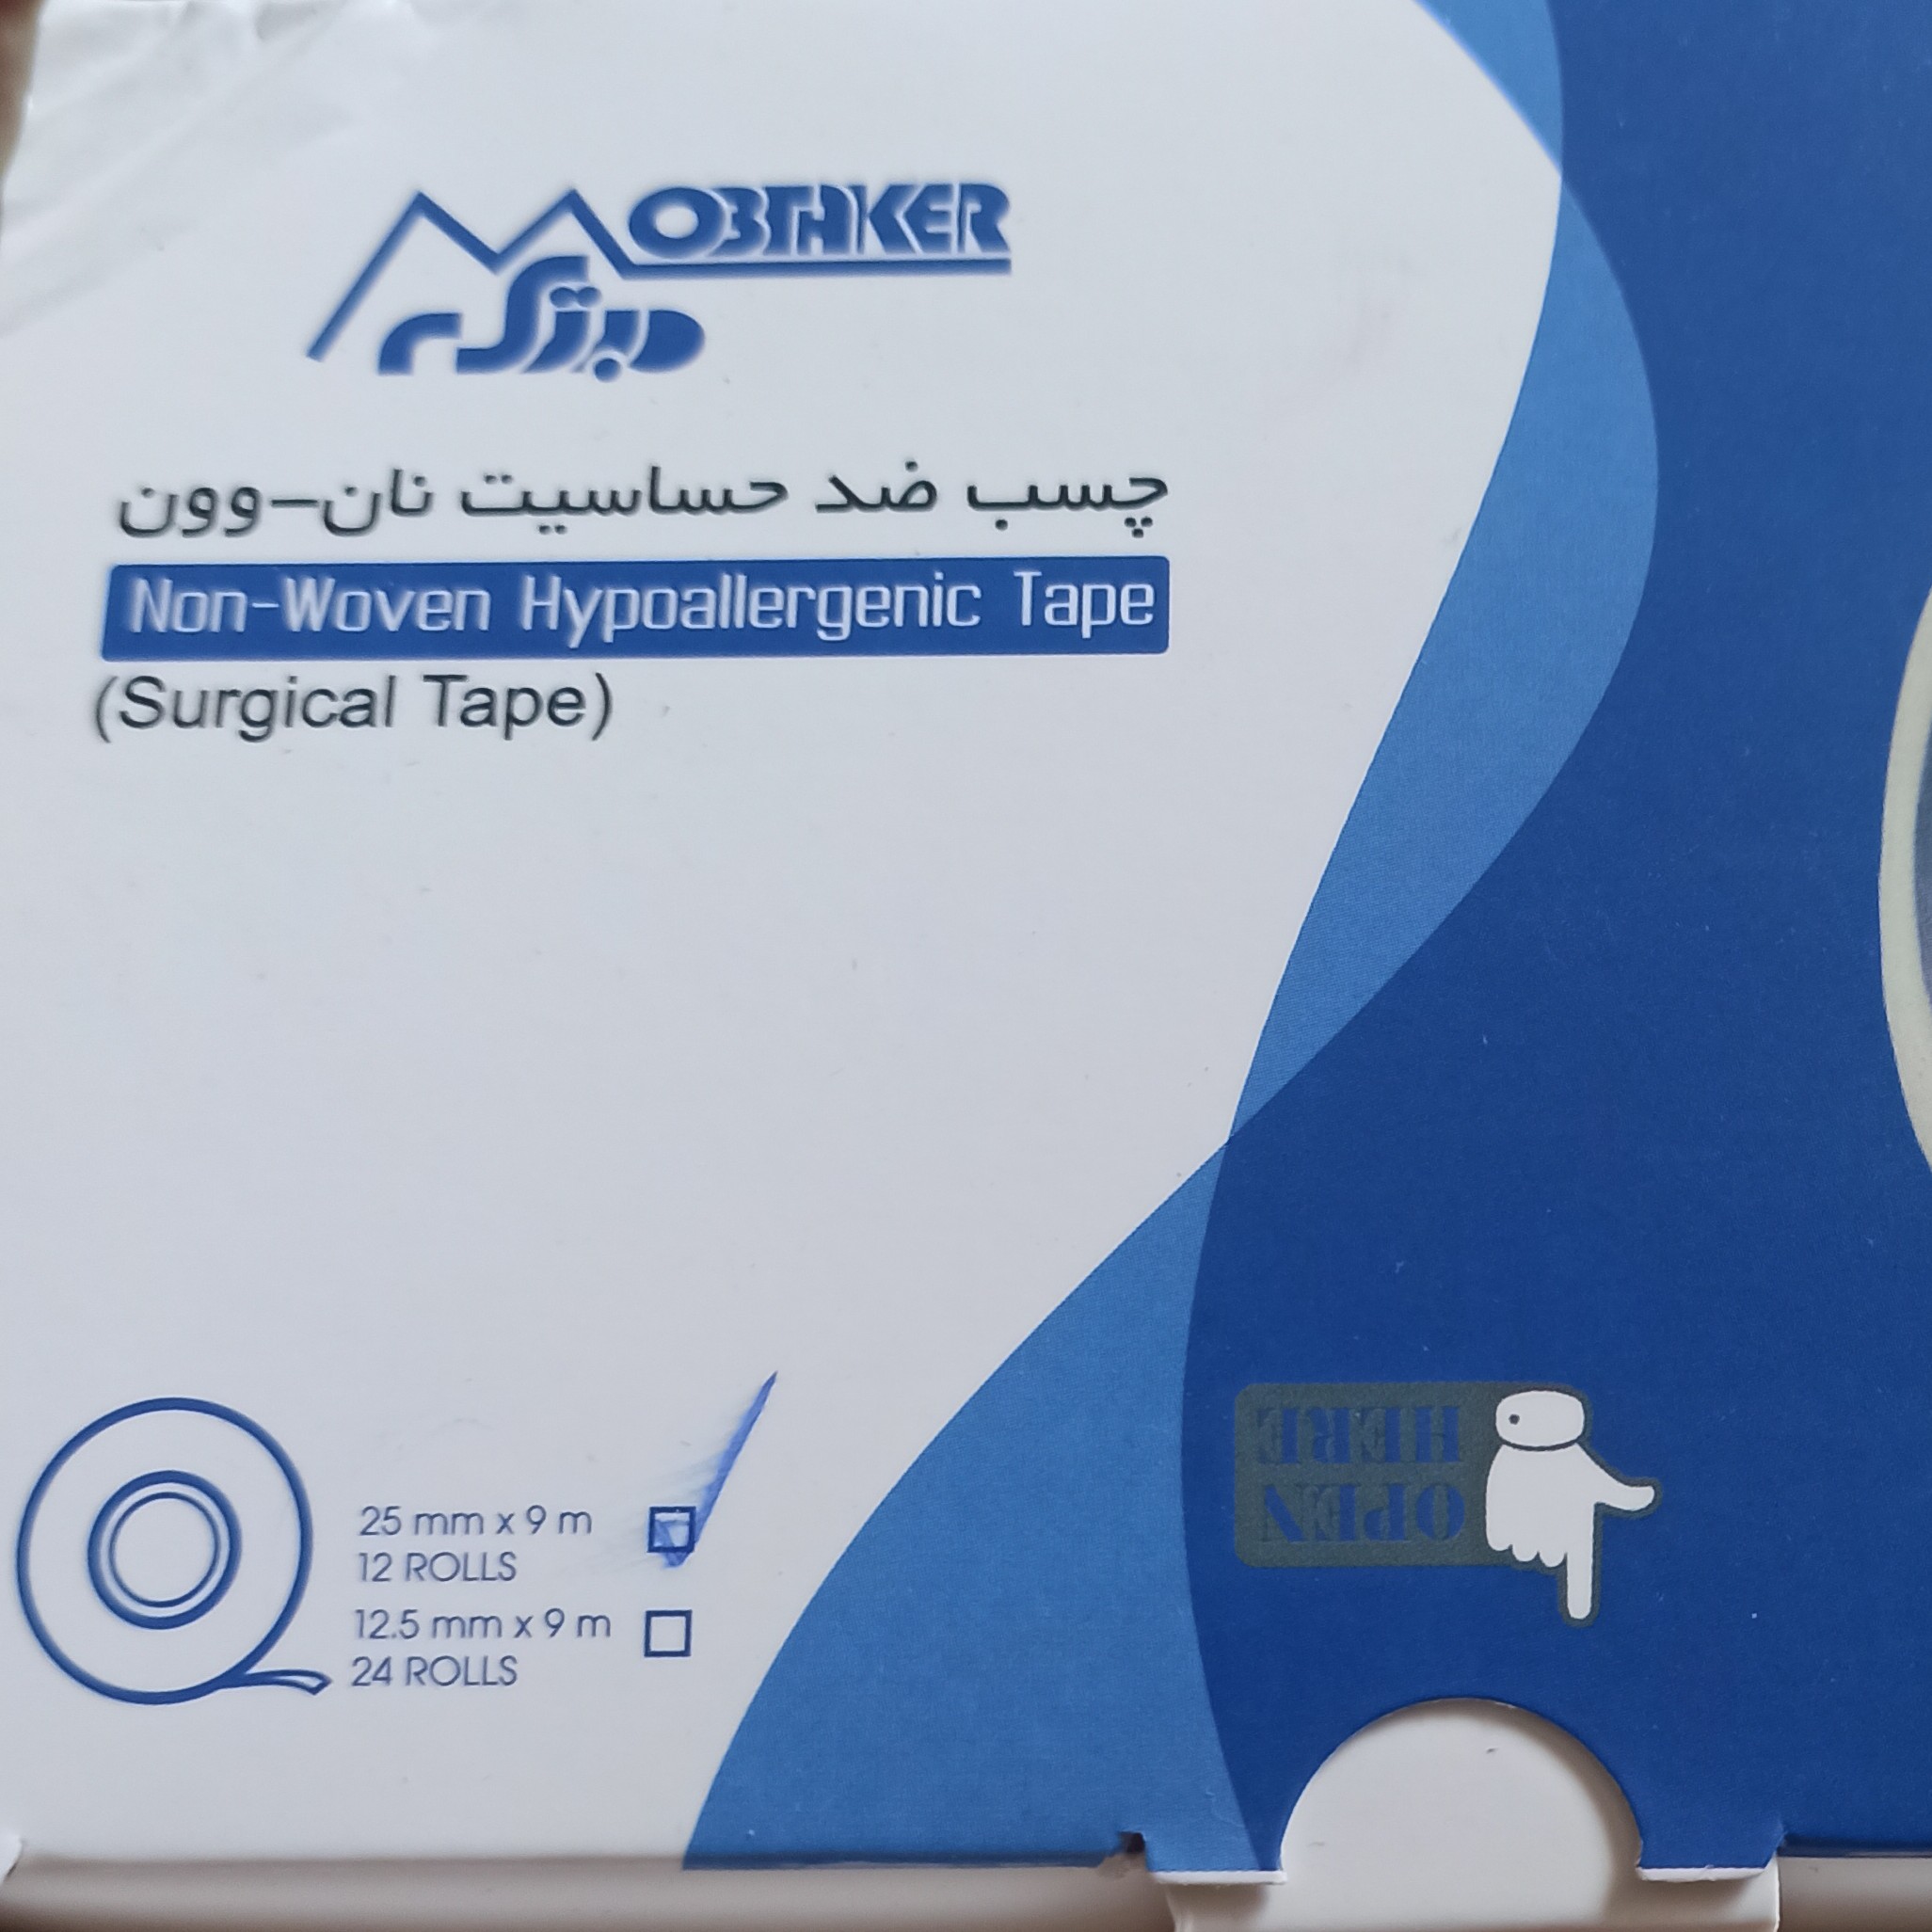 MOBTAKER
مبتکر
چسب ضد حساسیت نان-وون
Non-Woven Hypoallergenic Tape
(Surgical Tape)
25 mm x 9 m
12 ROLLS
12.5 mm x 9 m
24 ROLLS
OPEN
HERE